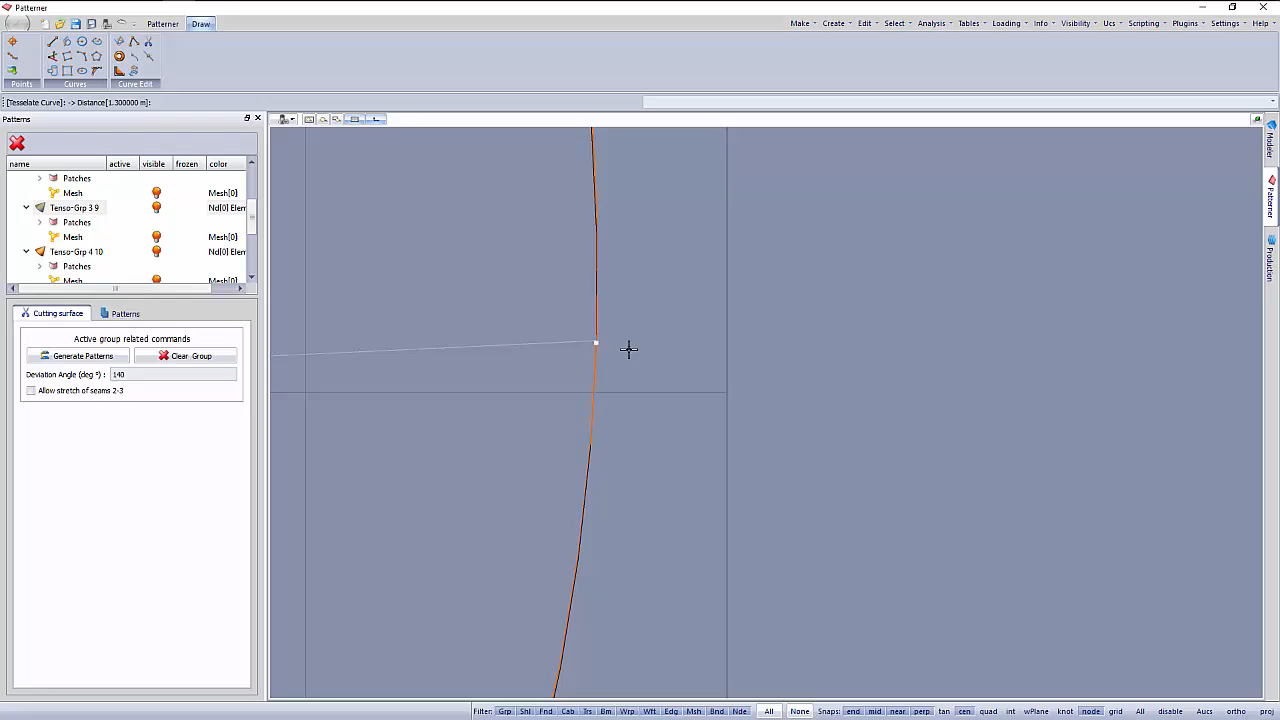 Patterner
Patterner Draw Make Create Edit Select Analysis Tables Loading Info Visibility Ucs Scripting Plugins Settings Help
Points Curves Curve Edit
[Tesselate Curve]: -> Distance[1.300000 m]:
Patterns
name active visible frozen color
Patches
Mesh Mesh[0]
Tenso-Grp 3 9 Nd[0] Elem
Patches
Mesh Mesh[0]
Tenso-Grp 4 10 Nd[0] Elem
Patches
Mesh Mesh[0]
Cutting surface Patterns
Active group related commands
Generate Patterns Clear Group
Deviation Angle (deg °) : 140
Allow stretch of seams 2-3
Modeler
Patterner
Production
Filter: Grp Shl Fnd Cab Trs Bm Wrp Wft Edg Msh Bnd Nde All None Snaps: end mid near perp tan cen quad int wPlane knot node grid All disable Aucs ortho proj